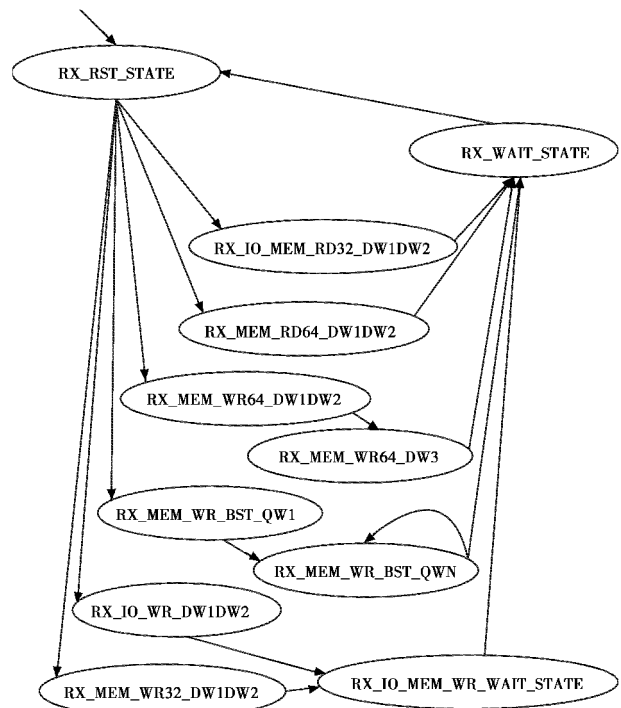 RX_RST_STATE
RX_WAIT_STATE
RX_IO_MEM_RD32_DW1DW2
RX_MEM_RD64_DW1DW2
RX_MEM_WR64_DW1DW2
RX_MEM_WR64_DW3
RX_MEM_WR_BST_QW1
RX_MEM_WR_BST_QWN
RX_IO_WR_DW1DW2
RX_IO_MEM_WR_WAIT_STATE
RX_MEM_WR32_DW1DW2